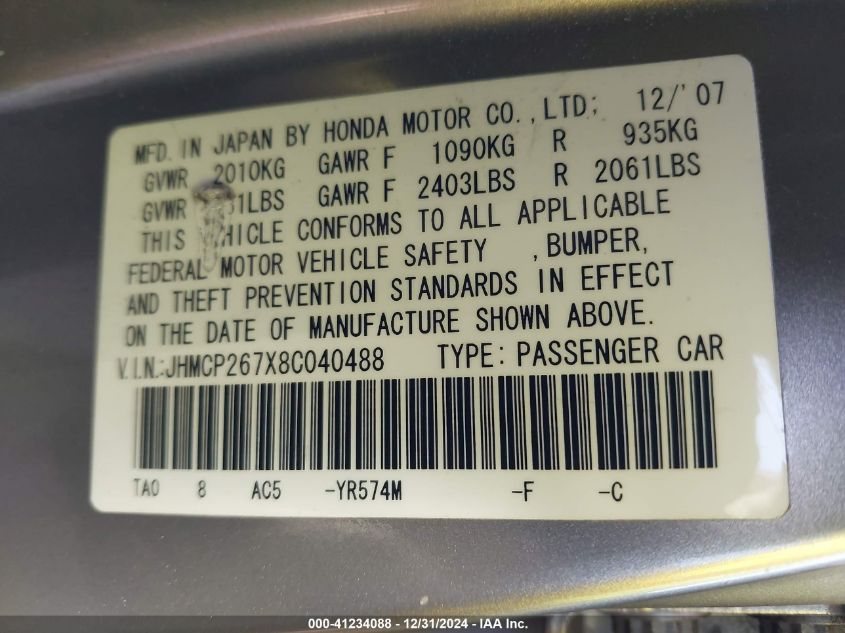 MFD. IN JAPAN BY HONDA MOTOR CO.,LTD; 12/'07
GVWR 2010KG GAWR F 1090KG R 935KG
GVWR GAWR F 2403LBS R 2061LBS
THIS CONFORMS TO ALL APPLICABLE
FEDERAL MOTOR VEHICLE SAFETY ,BUMPER,
AND THEFT PREVENTION STANDARDS IN EFFECT
ON THE DATE OF MANUFACTURE SHOWN ABOVE.
V.I.N.:JHMCP267X8C040488 TYPE: PASSENGER CAR
TA0 8 AC5 -YR574M -F -C
000-41234088 - 12/31/2024 - IAA Inc.